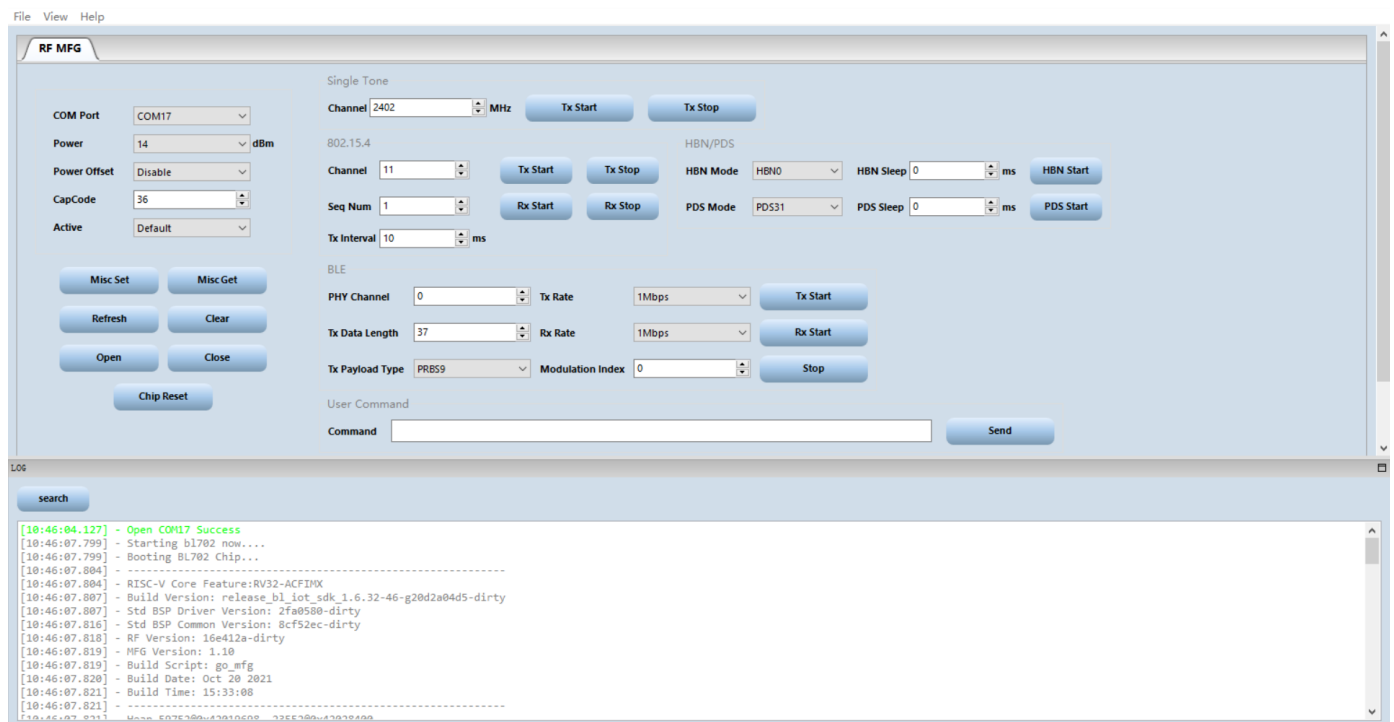 File View Help
RF MFG
Single Tone
Channel 2402 MHz Tx Start Tx Stop
COM Port COM17
Power 14 dBm
Power Offset Disable
CapCode 36
Active Default
Misc Set Misc Get
Refresh Clear
Open Close
Chip Reset
802.15.4
Channel 11 Tx Start Tx Stop
Seq Num 1 Rx Start Rx Stop
Tx Interval 10 ms
HBN/PDS
HBN Mode HBN0 HBN Sleep 0 ms HBN Start
PDS Mode PDS31 PDS Sleep 0 ms PDS Start
BLE
PHY Channel 0 Tx Rate 1Mbps Tx Start
Tx Data Length 37 Rx Rate 1Mbps Rx Start
Tx Payload Type PRBS9 Modulation Index 0 Stop
User Command
Command Send
LOG
search
[10:46:04.127] - Open COM17 Success
[10:46:07.799] - Starting bl702 now....
[10:46:07.799] - Booting BL702 Chip...
[10:46:07.804] - ------------------------------------------------------------
[10:46:07.804] - RISC-V Core Feature:RV32-ACFIMX
[10:46:07.807] - Build Version: release_bl_iot_sdk_1.6.32-46-g20d2a04d5-dirty
[10:46:07.807] - Std BSP Driver Version: 2fa0580-dirty
[10:46:07.816] - Std BSP Common Version: 8cf52ec-dirty
[10:46:07.818] - RF Version: 16e412a-dirty
[10:46:07.819] - MFG Version: 1.10
[10:46:07.819] - Build Script: go_mfg
[10:46:07.820] - Build Date: Oct 20 2021
[10:46:07.821] - Build Time: 15:33:08
[10:46:07.821] - ------------------------------------------------------------
[10:46:07.821] - Heap